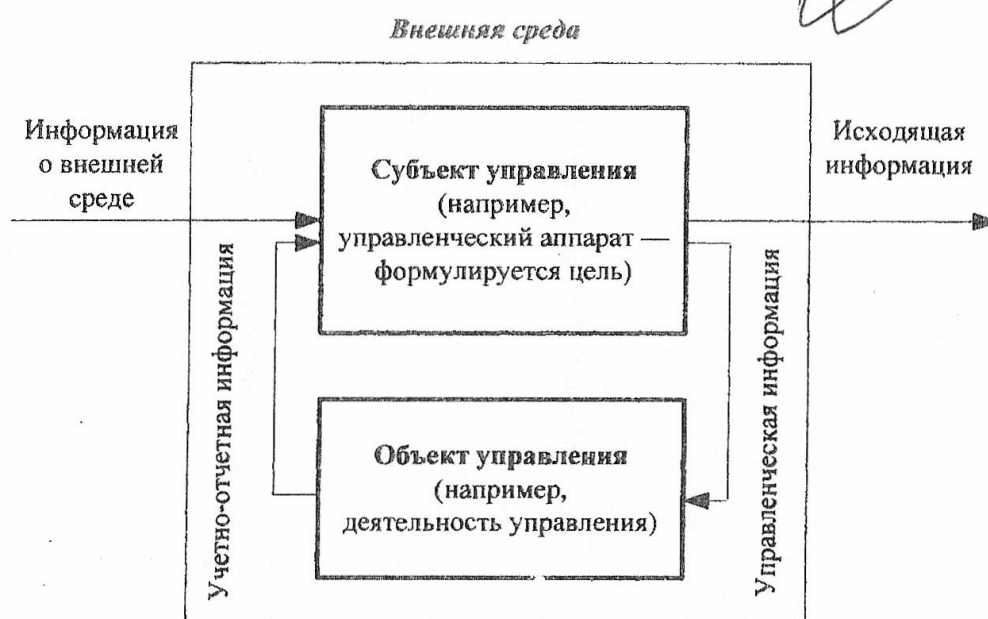 Внешняя среда
Информация
о внешней
среде
Субъект управления
(например,
управленческий аппарат —
формулируется цель)
Исходящая
информация
Учетно-отчетная информация
Управленческая информация
Объект управления
(например,
деятельность управления)